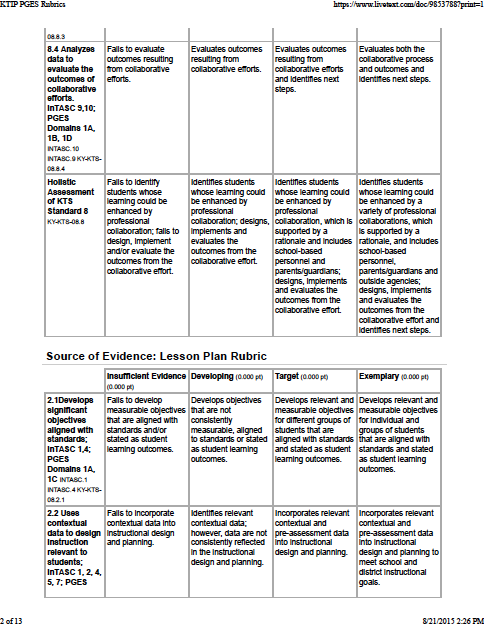 KTIP PGES Rubrics
https://www.livetext.com/doc/9853788?print=1
08.8.3
8.4 Analyzes
data to
evaluate the
outcomes of
collaborative
efforts.
InTASC 9,10;
PGES
Domains 1A,
1B, 1D
INTASC.10
INTASC.9 KY-KTS-
08.8.4
Fails to evaluate
outcomes resulting
from collaborative
efforts.
Evaluates outcomes
resulting from
collaborative efforts.
Evaluates outcomes
resulting from
collaborative efforts
and identifies next
steps.
Evaluates both the
collaborative process
and outcomes and
identifies next steps.
Holistic
Assessment
of KTS
Standard 8
KY-KTS-08.8
Fails to identify
students whose
learning could be
enhanced by
professional
collaboration; fails to
design, implement
and/or evaluate the
outcomes from the
collaborative effort.
Identifies students
whose learning could
be enhanced by
professional
collaboration; designs,
implements and
evaluates the
outcomes from the
collaborative effort.
Identifies students
whose learning could
be enhanced by
professional
collaboration, which is
supported by a
rationale and includes
school-based
personnel and
parents/guardians;
designs, implements
and evaluates the
outcomes from the
collaborative effort.
Identifies students
whose learning could
be enhanced by a
variety of professional
collaborations, which
is supported by a
rationale, and includes
school-based
personnel,
parents/guardians and
outside agencies;
designs, implements
and evaluates the
outcomes from the
collaborative effort and
identifies next steps.
Source of Evidence: Lesson Plan Rubric
Insufficient Evidence
(0.000 pt)
Developing (0.000 pt)
Target (0.000 pt)
Exemplary (0.000 pt)
2.1Develops
significant
objectives
aligned with
standards;
InTASC 1,4;
PGES
Domains 1A,
1C INTASC.1
INTASC.4 KY-KTS-
08.2.1
Fails to develop
measurable objectives
that are aligned with
standards and/or
stated as student
learning outcomes.
Develops objectives
that are not
consistently
measurable, aligned
to standards or stated
as student learning
outcomes.
Develops relevant and
measurable objectives
for different groups of
students that are
aligned with standards
and stated as student
learning outcomes.
Develops relevant and
measurable objectives
for individual and
groups of students
that are aligned with
standards and stated
as student learning
outcomes.
2.2 Uses
contextual
data to design
instruction
relevant to
students;
InTASC 1, 2, 4,
5, 7; PGES
Fails to incorporate
contextual data into
instructional design
and planning.
Identifies relevant
contextual data;
however, data are not
consistently reflected
in the instructional
design and planning.
Incorporates relevant
contextual and
pre-assessment data
into instructional
design and planning.
Incorporates relevant
contextual and
pre-assessment data
into instructional
design and planning to
meet school and
district instructional
goals.
2 of 13
8/21/2015 2:26 PM